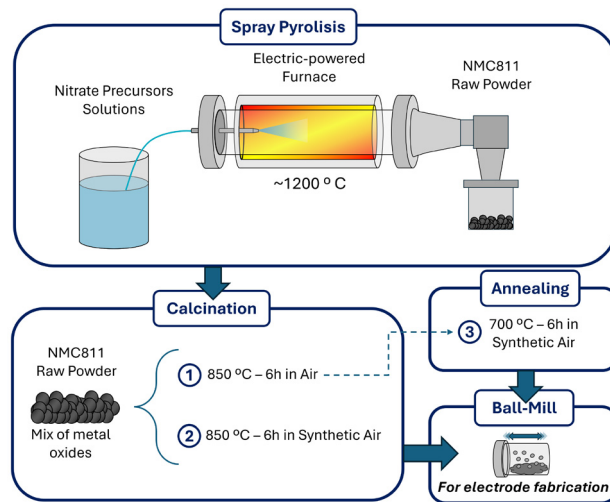 Spray Pyrolisis
Electric-powered
Furnace
NMC811
Raw Powder
Nitrate Precursors
Solutions
~1200 º C
Calcination
NMC811
Raw Powder
Mix of metal
oxides
1 850 ºC – 6h in Air
2 850 ºC – 6h in Synthetic Air
Annealing
3 700 ºC – 6h in
Synthetic Air
Ball-Mill
For electrode fabrication